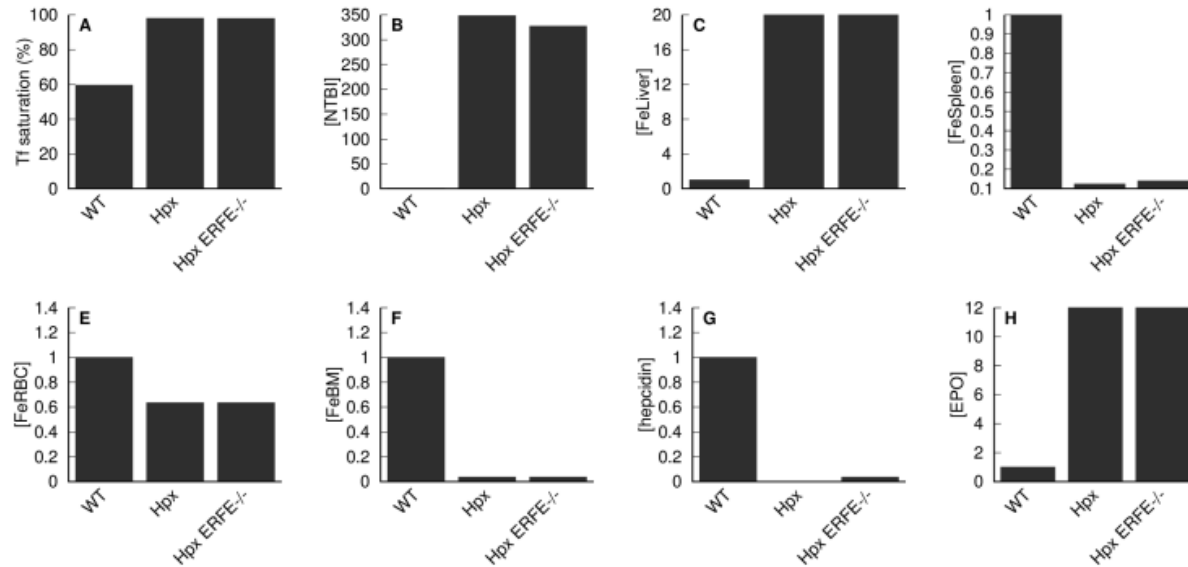 A
Tf saturation (%)
100
80
60
40
20
0
WT
Hpx
Hpx ERFE-/-
B
[NTBI]
350
300
250
200
150
100
50
0
WT
Hpx
Hpx ERFE-/-
C
[FeLiver]
20
16
12
8
4
0
WT
Hpx
Hpx ERFE-/-
[FeSpleen]
1
0.9
0.8
0.7
0.6
0.5
0.4
0.3
0.2
0.1
WT
Hpx
Hpx ERFE-/-
E
[FeRBC]
1.4
1.2
1
0.8
0.6
0.4
0.2
0
WT
Hpx
Hpx ERFE-/-
F
[FeBM]
1.4
1.2
1
0.8
0.6
0.4
0.2
0
WT
Hpx
Hpx ERFE-/-
G
[hepcidin]
1.4
1.2
1
0.8
0.6
0.4
0.2
0
WT
Hpx
Hpx ERFE-/-
H
[EPO]
12
10
8
6
4
2
0
WT
Hpx
Hpx ERFE-/-